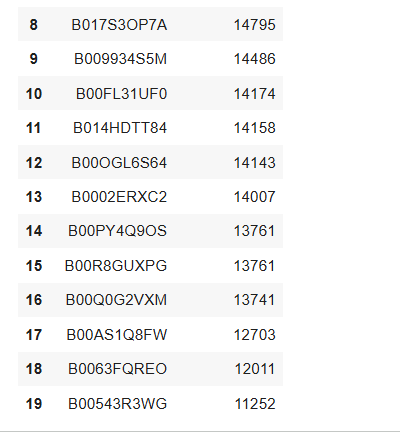 8 B017S3OP7A 14795
9 B009934S5M 14486
10 B00FL31UF0 14174
11 B014HDTT84 14158
12 B00OGL6S64 14143
13 B0002ERXC2 14007
14 B00PY4Q9OS 13761
15 B00R8GUXPG 13761
16 B00Q0G2VXM 13741
17 B00AS1Q8FW 12703
18 B0063FQREO 12011
19 B00543R3WG 11252